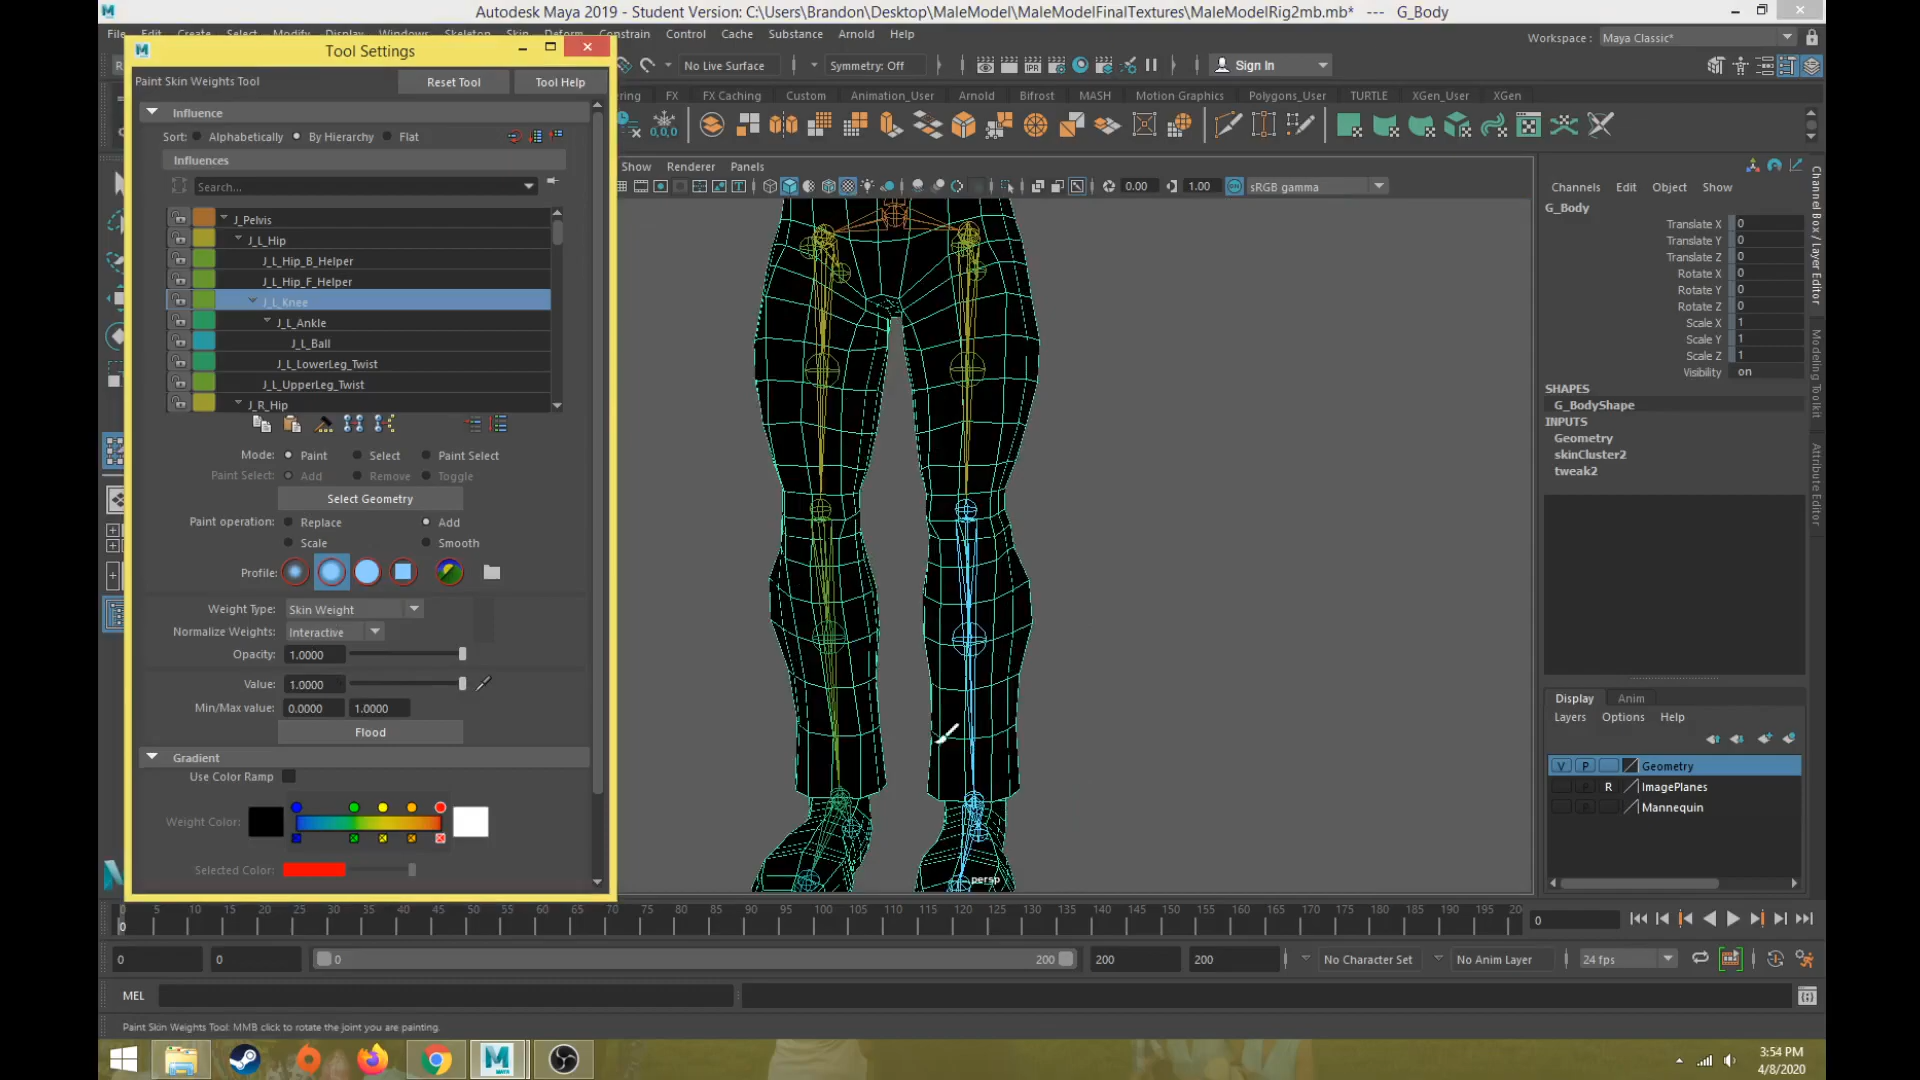 Autodesk Maya 2019 - Student Version: C:\Users\Brandon\Desktop\MaleModel\MaleModelFinalTextures\MaleModelRig2mb.mb* --- G_Body
Constrain Control Cache Substance Arnold Help
Workspace : Maya Classic*
Tool Settings
No Live Surface
Symmetry: Off
Sign In
Paint Skin Weights Tool
Reset Tool
Tool Help
FX FX Caching Custom Animation_User Arnold Bifrost MASH Motion Graphics Polygons_User TURTLE XGen_User XGen
Influence
Sort: Alphabetically By Hierarchy Flat
Influences
Search...
Show Renderer Panels
0.00 1.00 sRGB gamma
J_Pelvis
J_L_Hip
J_L_Hip_B_Helper
J_L_Hip_F_Helper
J_L_Knee
J_L_Ankle
J_L_Ball
J_L_LowerLeg_Twist
J_L_UpperLeg_Twist
J_R_Hip
Mode: Paint Select Paint Select
Paint Select: Add Remove Toggle
Select Geometry
Paint operation: Replace Add
Scale Smooth
Profile:
Weight Type: Skin Weight
Normalize Weights: Interactive
Opacity: 1.0000
Value: 1.0000
Min/Max value: 0.0000 1.0000
Flood
Gradient
Use Color Ramp
Weight Color:
Selected Color:
persp
Channels Edit Object Show
G_Body
Translate X 0
Translate Y 0
Translate Z 0
Rotate X 0
Rotate Y 0
Rotate Z 0
Scale X 1
Scale Y 1
Scale Z 1
Visibility on
SHAPES
G_BodyShape
INPUTS
Geometry
skinCluster2
tweak2
Channel Box / Layer Editor
Modeling Toolkit
Attribute Editor
Display Anim
Layers Options Help
V P Geometry
R ImagePlanes
Mannequin
0 5 10 15 20 25 30 35 40 45 50 55 60 65 70 75 80 85 90 95 100 105 110 115 120 125 130 135 140 145 150 155 160 165 170 175 180 185 190 195 20
0
0
0 0 0 200 200 200 No Character Set No Anim Layer 24 fps
MEL
Paint Skin Weights Tool: MMB click to rotate the joint you are painting.
3:54 PM
4/8/2020